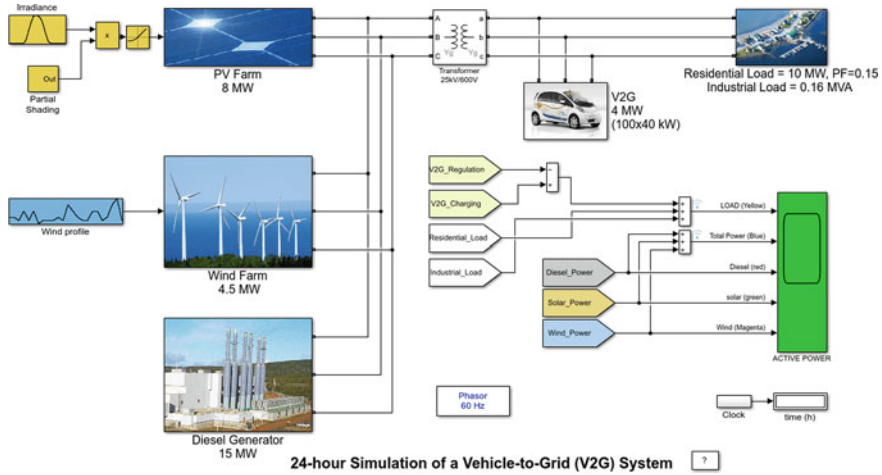 Irradiance
x
Out
Partial
Shading
PV Farm
8 MW
A
B
C
a
b
c
Yg
Yg
Transformer
25kV/600V
V2G
4 MW
(100x40 kW)
Residential Load = 10 MW, PF=0.15
Industrial Load = 0.16 MVA
Wind profile
Wind Farm
4.5 MW
Diesel Generator
15 MW
V2G_Regulation
V2G_Charging
Residential_Load
Industrial_Load
Diesel_Power
Solar_Power
Wind_Power
LOAD (Yellow)
Total Power (Blue)
Diesel (red)
solar (green)
Wind (Magenta)
ACTIVE POWER
Phasor
60 Hz
Clock
time (h)
24-hour Simulation of a Vehicle-to-Grid (V2G) System
?